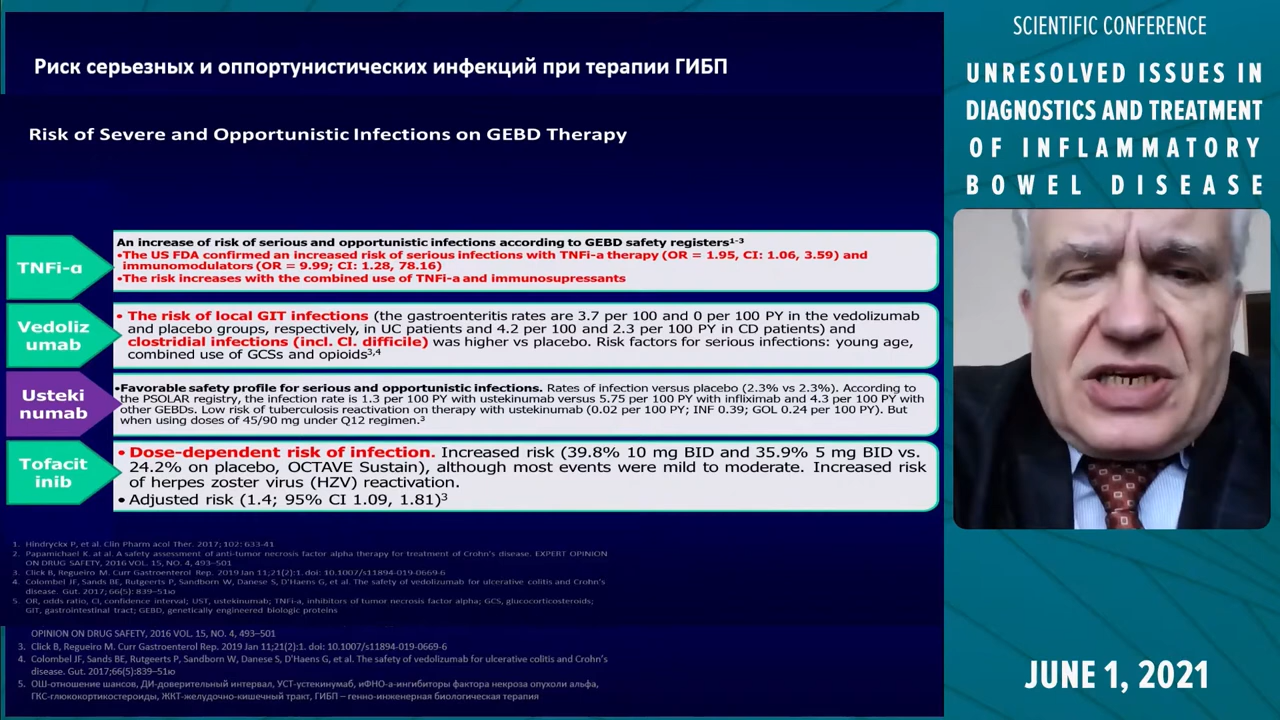 Риск серьезных и оппортунистических инфекций при терапии ГИБП
Risk of Severe and Opportunistic Infections on GEBD Therapy
TNFi-α
An increase of risk of serious and opportunistic infections according to GEBD safety registers1-3
•The US FDA confirmed an increased risk of serious infections with TNFi-a therapy (OR = 1.95, CI: 1.06, 3.59) and
immunomodulators (OR = 9.99; CI: 1.28, 78.16)
•The risk increases with the combined use of TNFi-a and immunosupressants
Vedoliz
umab
• The risk of local GIT infections (the gastroenteritis rates are 3.7 per 100 and 0 per 100 PY in the vedolizumab
and placebo groups, respectively, in UC patients and 4.2 per 100 and 2.3 per 100 PY in CD patients) and
clostridial infections (incl. Cl. difficile) was higher vs placebo. Risk factors for serious infections: young age,
combined use of GCSs and opioids3,4
Usteki
numab
•Favorable safety profile for serious and opportunistic infections. Rates of infection versus placebo (2.3% vs 2.3%). According to
the PSOLAR registry, the infection rate is 1.3 per 100 PY with ustekinumab versus 5.75 per 100 PY with infliximab and 4.3 per 100 PY with
other GEBDs. Low risk of tuberculosis reactivation on therapy with ustekinumab (0.02 per 100 PY; INF 0.39; GOL 0.24 per 100 PY). But
when using doses of 45/90 mg under Q12 regimen.3
Tofacit
inib
• Dose-dependent risk of infection. Increased risk (39.8% 10 mg BID and 35.9% 5 mg BID vs.
24.2% on placebo, OCTAVE Sustain), although most events were mild to moderate. Increased risk
of herpes zoster virus (HZV) reactivation.
• Adjusted risk (1.4; 95% CI 1.09, 1.81)3
1. Hindryckx P, et al. Clin Pharm acol Ther. 2017; 102: 633-41
2. Papamichael K. at al. A safety assessment of anti-tumor necrosis factor alpha therapy for treatment of Crohn's disease. EXPERT OPINION
ON DRUG SAFETY, 2016 VOL. 15, NO. 4, 493–501
3. Click B, Regueiro M. Curr Gastroenterol Rep. 2019 Jan 11;21(2):1. doi: 10.1007/s11894-019-0669-6
4. Colombel JF, Sands BE, Rutgeerts P, Sandborn W, Danese S, D'Haens G, et al. The safety of vedolizumab for ulcerative colitis and Crohn's
disease. Gut. 2017; 66(5): 839–51ю
5. OR, odds ratio, CI, confidence interval; UST, ustekinumab; TNFi-a, inhibitors of tumor necrosis factor alpha; GCS, glucocorticosteroids;
GIT, gastrointestinal tract; GEBD, genetically engineered biologic proteins
OPINION ON DRUG SAFETY, 2016 VOL. 15, NO. 4, 493–501
3. Click B, Regueiro M. Curr Gastroenterol Rep. 2019 Jan 11;21(2):1. doi: 10.1007/s11894-019-0669-6
4. Colombel JF, Sands BE, Rutgeerts P, Sandborn W, Danese S, D'Haens G, et al. The safety of vedolizumab for ulcerative colitis and Crohn's
disease. Gut. 2017;66(5):839–51ю
5. ОШ-отношение шансов, ДИ-доверительный интервал, УСТ-устекинумаб, иФНО-а-ингибиторы фактора некроза опухоли альфа,
ГКС-глюкокортикостероиды, ЖКТ-желудочно-кишечный тракт, ГИБП – генно-инженерная биологическая терапия
SCIENTIFIC CONFERENCE
UNRESOLVED ISSUES IN
DIAGNOSTICS AND TREATMENT
OF INFLAMMATORY
BOWEL DISEASE
JUNE 1, 2021